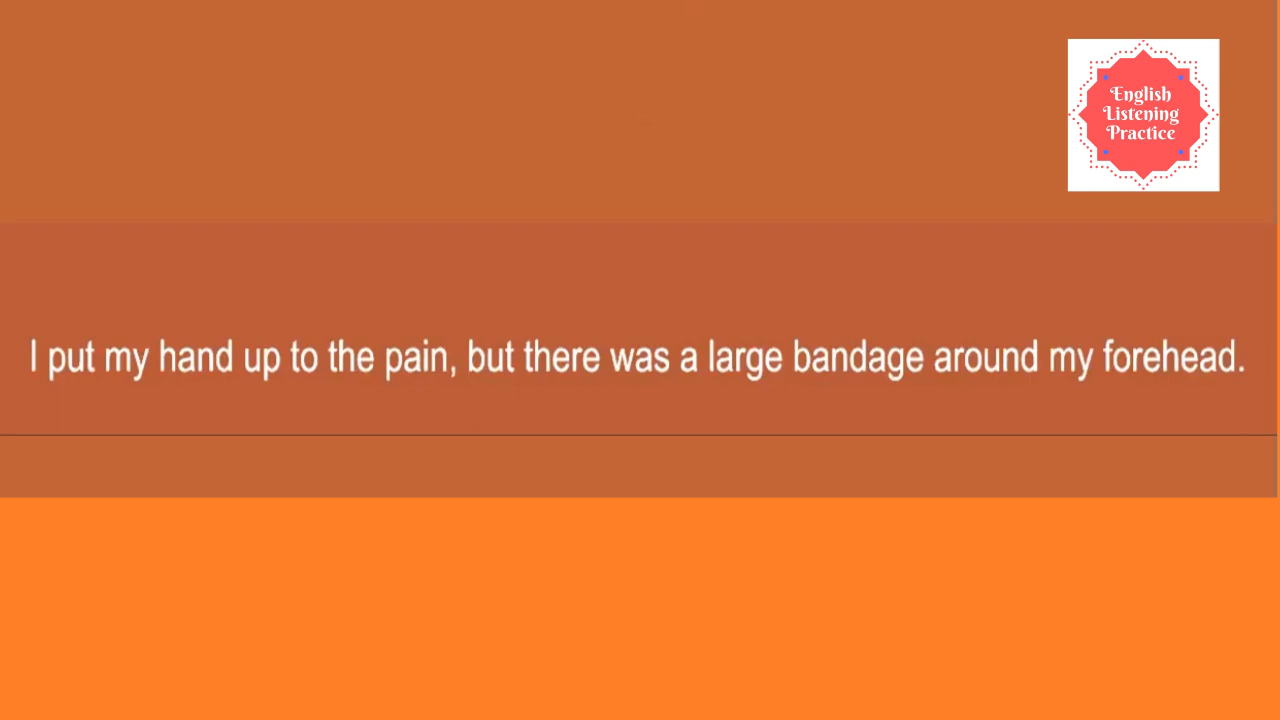 English
Listening
Practice
I put my hand up to the pain, but there was a large bandage around my forehead.